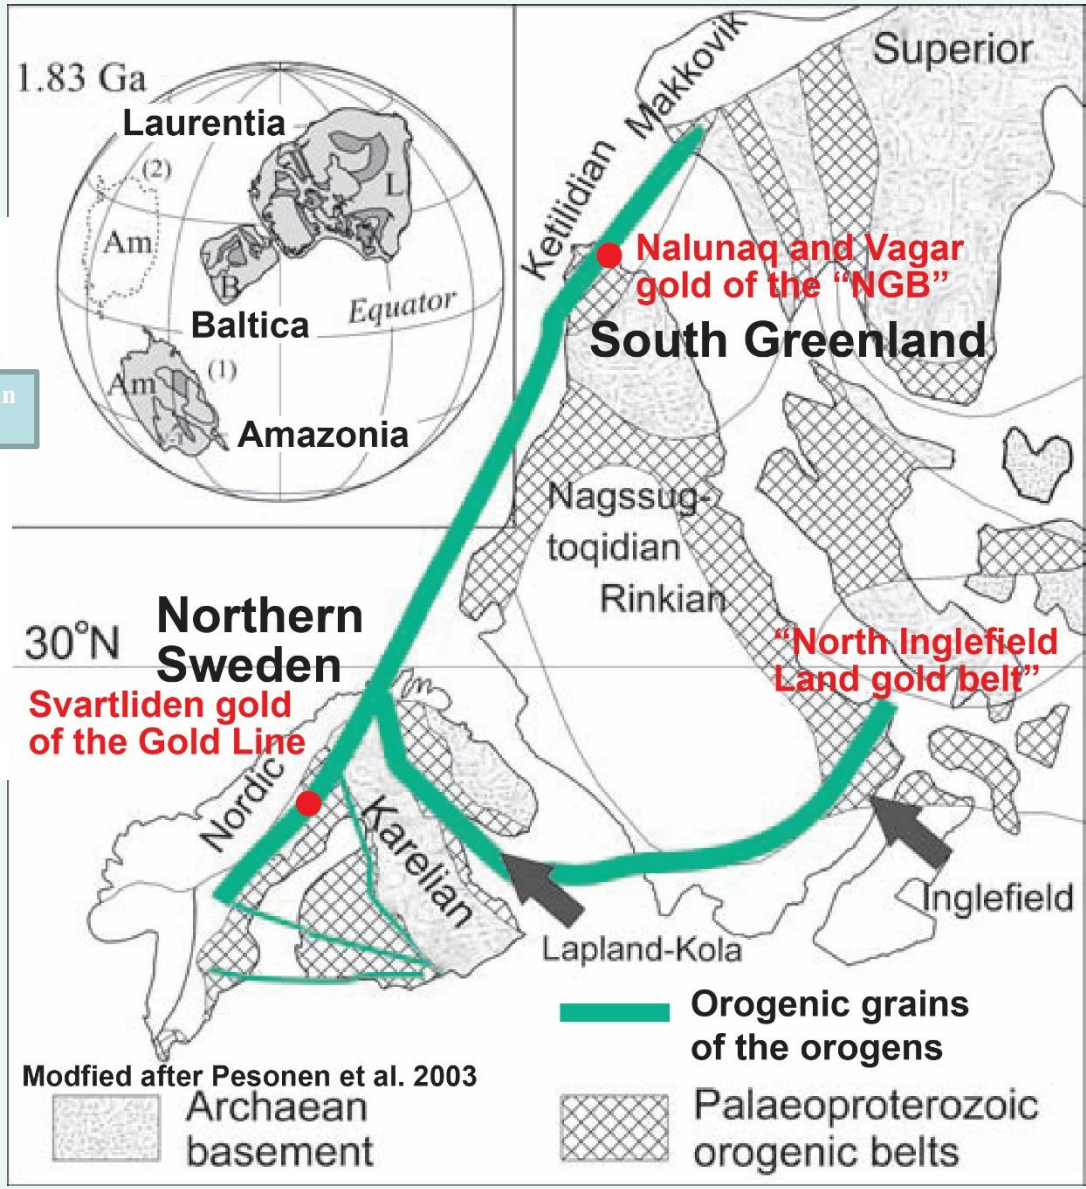 1.83 Ga
Laurentia
(2)
L
Am
B
Equator
Baltica
Am
(1)
Amazonia
n
Makkovik
Superior
Ketilidian
Nalunaq and Vagar
gold of the “NGB”
South Greenland
Nagssug-
toqidian
Rinkian
30°N
Northern
Sweden
Svartliden gold
of the Gold Line
“North Inglefield
Land gold belt”
Nordic
Karelian
Inglefield
Lapland-Kola
Orogenic grains
of the orogens
Modfied after Pesonen et al. 2003
Archaean
basement
Palaeoproterozoic
orogenic belts